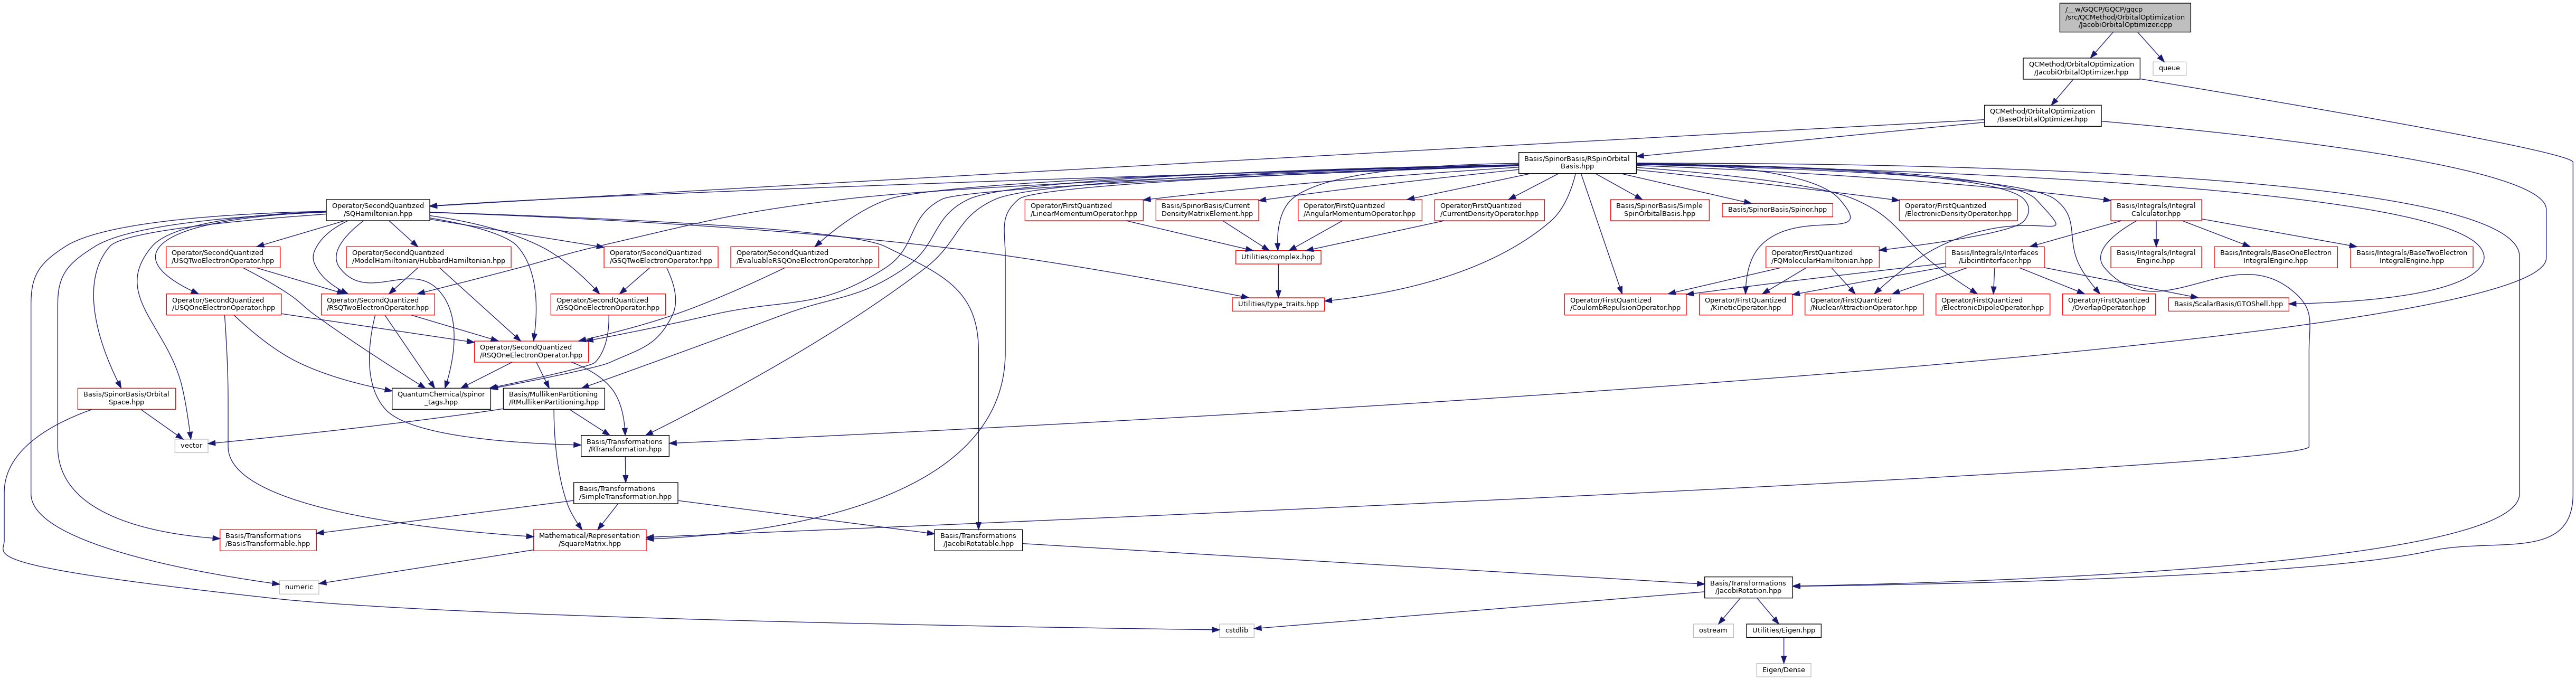 /__w/GQCP/GQCP/gqcp
/src/QCMethod/OrbitalOptimization
/JacobiOrbitalOptimizer.cpp
QCMethod/OrbitalOptimization
/JacobiOrbitalOptimizer.hpp
queue
QCMethod/OrbitalOptimization
/BaseOrbitalOptimizer.hpp
Basis/SpinorBasis/RSpinOrbital
Basis.hpp
Operator/SecondQuantized
/SQHamiltonian.hpp
Operator/FirstQuantized
/LinearMomentumOperator.hpp
Basis/SpinorBasis/Current
DensityMatrixElement.hpp
Operator/FirstQuantized
/AngularMomentumOperator.hpp
Operator/FirstQuantized
/CurrentDensityOperator.hpp
Basis/SpinorBasis/Simple
SpinOrbitalBasis.hpp
Basis/SpinorBasis/Spinor.hpp
Operator/FirstQuantized
/ElectronicDensityOperator.hpp
Basis/Integrals/Integral
Calculator.hpp
Operator/SecondQuantized
/USQTwoElectronOperator.hpp
Operator/SecondQuantized
/ModelHamiltonian/HubbardHamiltonian.hpp
Operator/SecondQuantized
/GSQTwoElectronOperator.hpp
Operator/SecondQuantized
/EvaluableRSQOneElectronOperator.hpp
Utilities/complex.hpp
Operator/FirstQuantized
/FQMolecularHamiltonian.hpp
Basis/Integrals/Interfaces
/LibcintInterfacer.hpp
Basis/Integrals/Integral
Engine.hpp
Basis/Integrals/BaseOneElectron
IntegralEngine.hpp
Basis/Integrals/BaseTwoElectron
IntegralEngine.hpp
Operator/SecondQuantized
/USQOneElectronOperator.hpp
Operator/SecondQuantized
/RSQTwoElectronOperator.hpp
Operator/SecondQuantized
/GSQOneElectronOperator.hpp
Utilities/type_traits.hpp
Operator/FirstQuantized
/CoulombRepulsionOperator.hpp
Operator/FirstQuantized
/KineticOperator.hpp
Operator/FirstQuantized
/NuclearAttractionOperator.hpp
Operator/FirstQuantized
/ElectronicDipoleOperator.hpp
Operator/FirstQuantized
/OverlapOperator.hpp
Basis/ScalarBasis/GTOShell.hpp
Operator/SecondQuantized
/RSQOneElectronOperator.hpp
Basis/SpinorBasis/Orbital
Space.hpp
QuantumChemical/spinor
_tags.hpp
Basis/MullikenPartitioning
/RMullikenPartitioning.hpp
vector
Basis/Transformations
/RTransformation.hpp
Basis/Transformations
/SimpleTransformation.hpp
Basis/Transformations
/BasisTransformable.hpp
Mathematical/Representation
/SquareMatrix.hpp
Basis/Transformations
/JacobiRotatable.hpp
numeric
Basis/Transformations
/JacobiRotation.hpp
cstdlib
ostream
Utilities/Eigen.hpp
Eigen/Dense